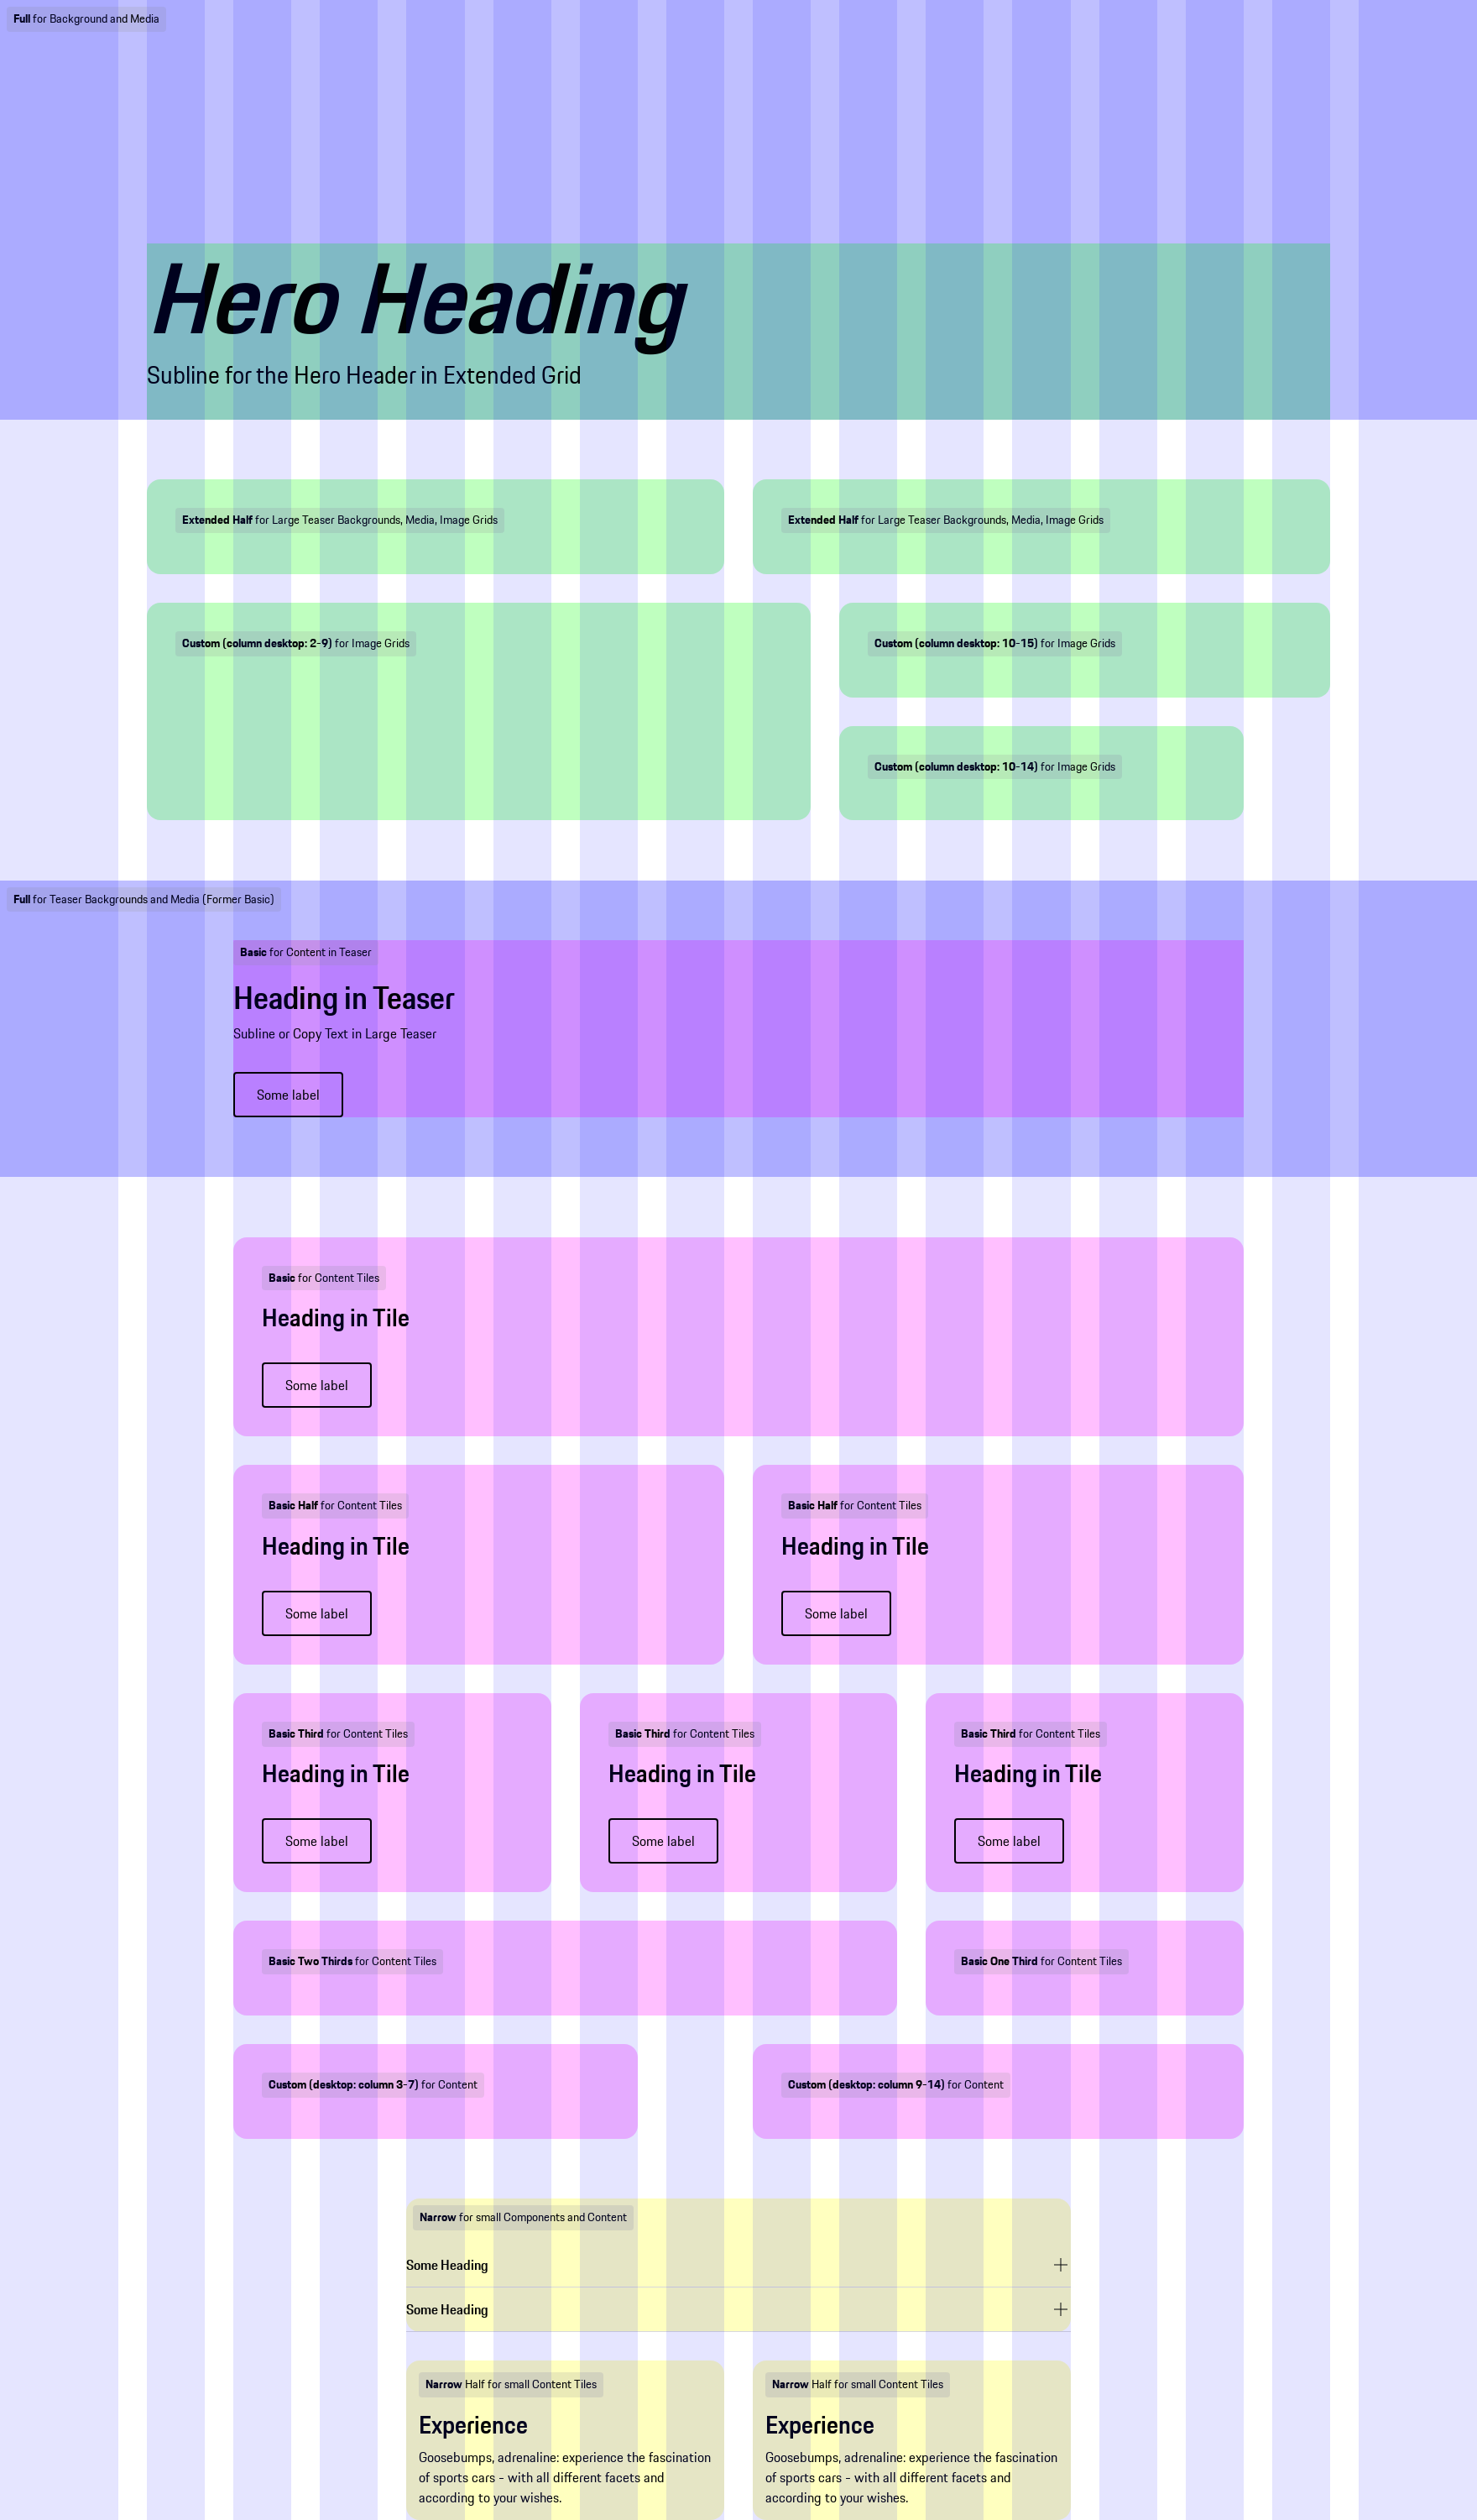 Full for Background and Media
Hero Heading
Subline for the Hero Header in Extended Grid
Extended Half for Large Teaser Backgrounds, Media, Image Grids
Extended Half for Large Teaser Backgrounds, Media, Image Grids
Custom (column desktop: 2-9) for Image Grids
Custom (column desktop: 10-15) for Image Grids
Custom (column desktop: 10-14) for Image Grids
Full for Teaser Backgrounds and Media (Former Basic)
Basic for Content in Teaser
Heading in Teaser
Subline or Copy Text in Large Teaser
Some label
Basic for Content Tiles
Heading in Tile
Some label
Basic Half for Content Tiles
Heading in Tile
Some label
Basic Half for Content Tiles
Heading in Tile
Some label
Basic Third for Content Tiles
Heading in Tile
Some label
Basic Third for Content Tiles
Heading in Tile
Some label
Basic Third for Content Tiles
Heading in Tile
Some label
Basic Two Thirds for Content Tiles
Basic One Third for Content Tiles
Custom (desktop: column 3-7) for Content
Custom (desktop: column 9-14) for Content
Narrow for small Components and Content
Some Heading
Some Heading
Narrow Half for small Content Tiles
Experience
Goosebumps, adrenaline: experience the fascination
of sports cars - with all different facets and
according to your wishes.
Narrow Half for small Content Tiles
Experience
Goosebumps, adrenaline: experience the fascination
of sports cars - with all different facets and
according to your wishes.